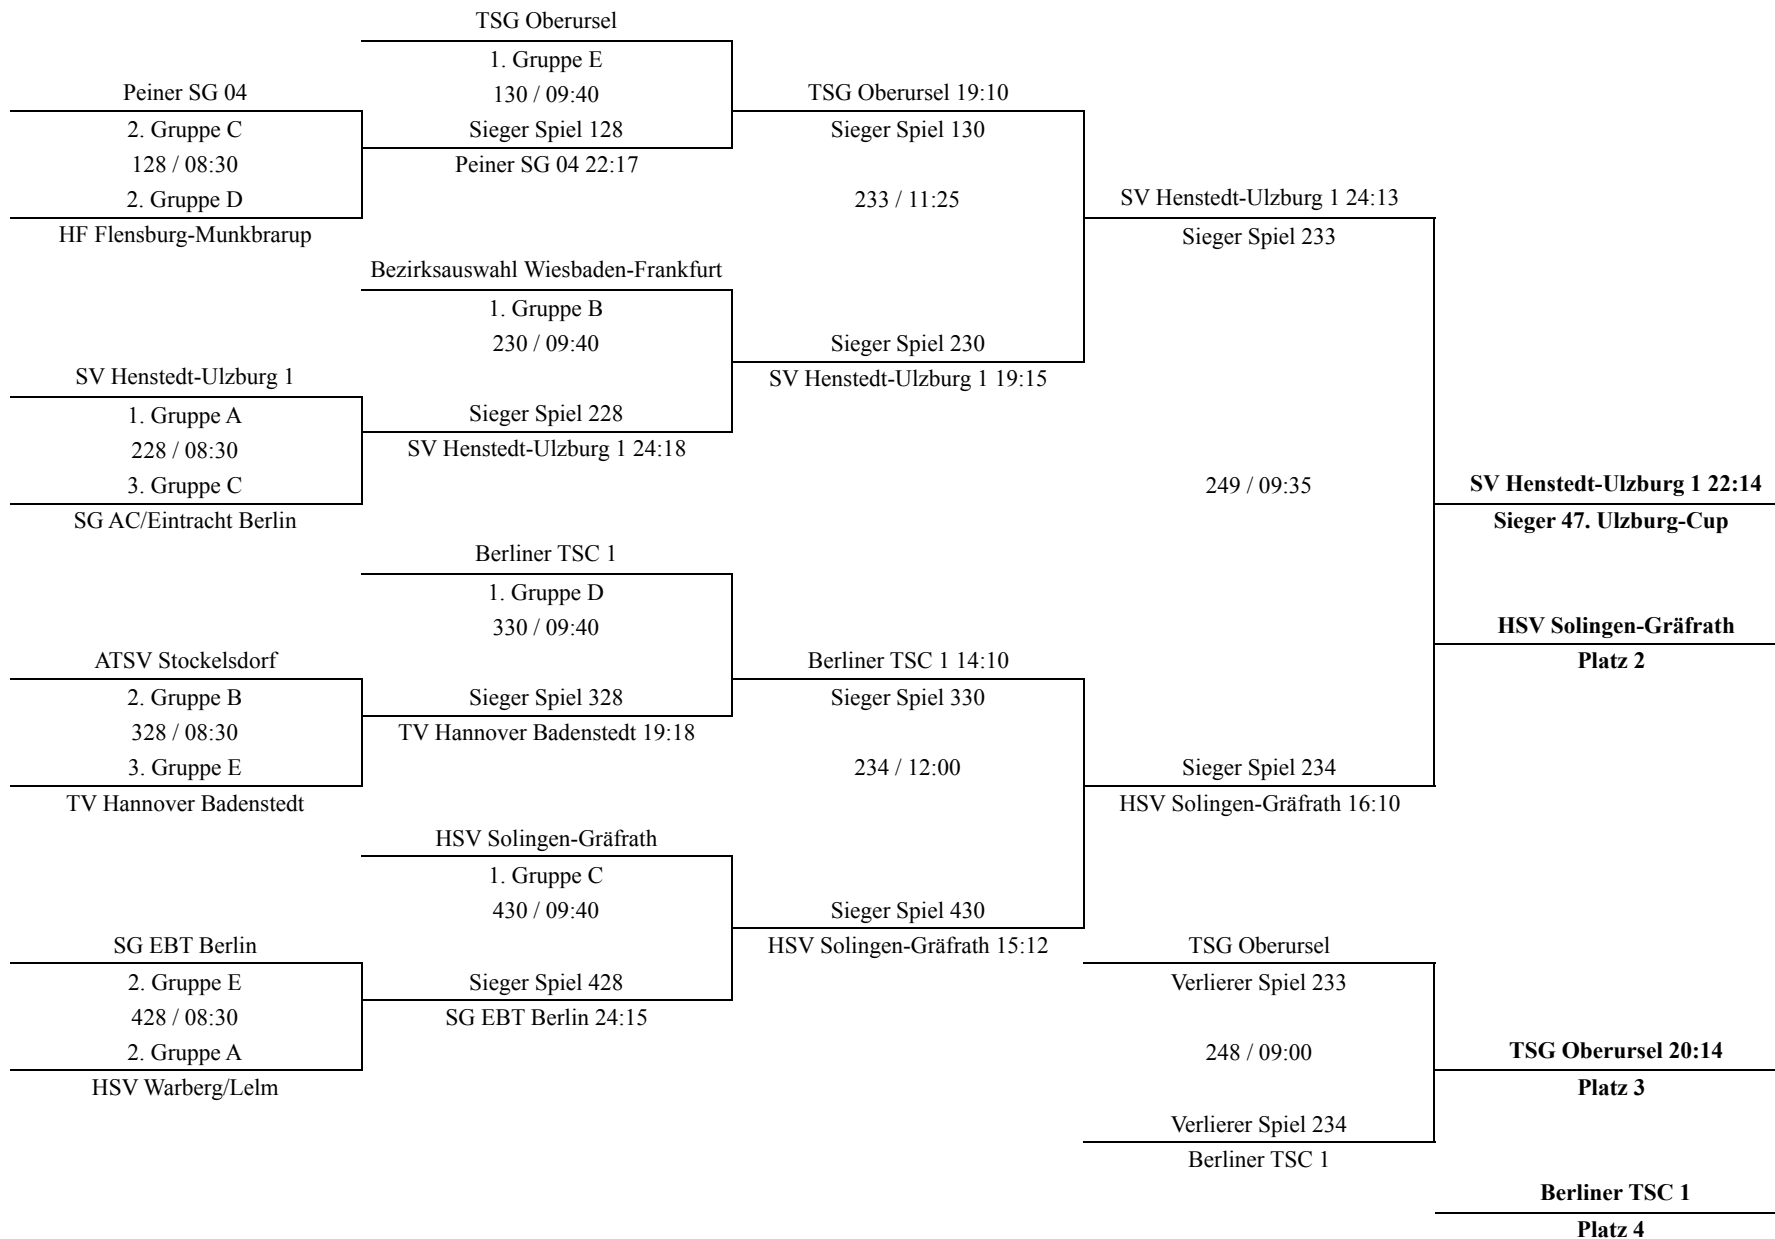 TSG Oberursel
1. Gruppe E
Peiner SG 04
130 / 09:40
TSG Oberursel 19:10
2. Gruppe C
Sieger Spiel 128
Sieger Spiel 130
128 / 08:30
Peiner SG 04 22:17
2. Gruppe D
233 / 11:25
SV Henstedt-Ulzburg 1 24:13
HF Flensburg-Munkbrarup
Sieger Spiel 233
Bezirksauswahl Wiesbaden-Frankfurt
1. Gruppe B
230 / 09:40
Sieger Spiel 230
SV Henstedt-Ulzburg 1
SV Henstedt-Ulzburg 1 19:15
1. Gruppe A
Sieger Spiel 228
228 / 08:30
SV Henstedt-Ulzburg 1 24:18
3. Gruppe C
249 / 09:35
SV Henstedt-Ulzburg 1 22:14
SG AC/Eintracht Berlin
Sieger 47. Ulzburg-Cup
Berliner TSC 1
1. Gruppe D
330 / 09:40
HSV Solingen-Gräfrath
ATSV Stockelsdorf
Berliner TSC 1 14:10
Platz 2
2. Gruppe B
Sieger Spiel 328
Sieger Spiel 330
328 / 08:30
TV Hannover Badenstedt 19:18
3. Gruppe E
234 / 12:00
Sieger Spiel 234
TV Hannover Badenstedt
HSV Solingen-Gräfrath 16:10
HSV Solingen-Gräfrath
1. Gruppe C
430 / 09:40
Sieger Spiel 430
SG EBT Berlin
HSV Solingen-Gräfrath 15:12
TSG Oberursel
2. Gruppe E
Sieger Spiel 428
Verlierer Spiel 233
428 / 08:30
SG EBT Berlin 24:15
2. Gruppe A
248 / 09:00
TSG Oberursel 20:14
HSV Warberg/Lelm
Platz 3
Verlierer Spiel 234
Berliner TSC 1
Berliner TSC 1
Platz 4